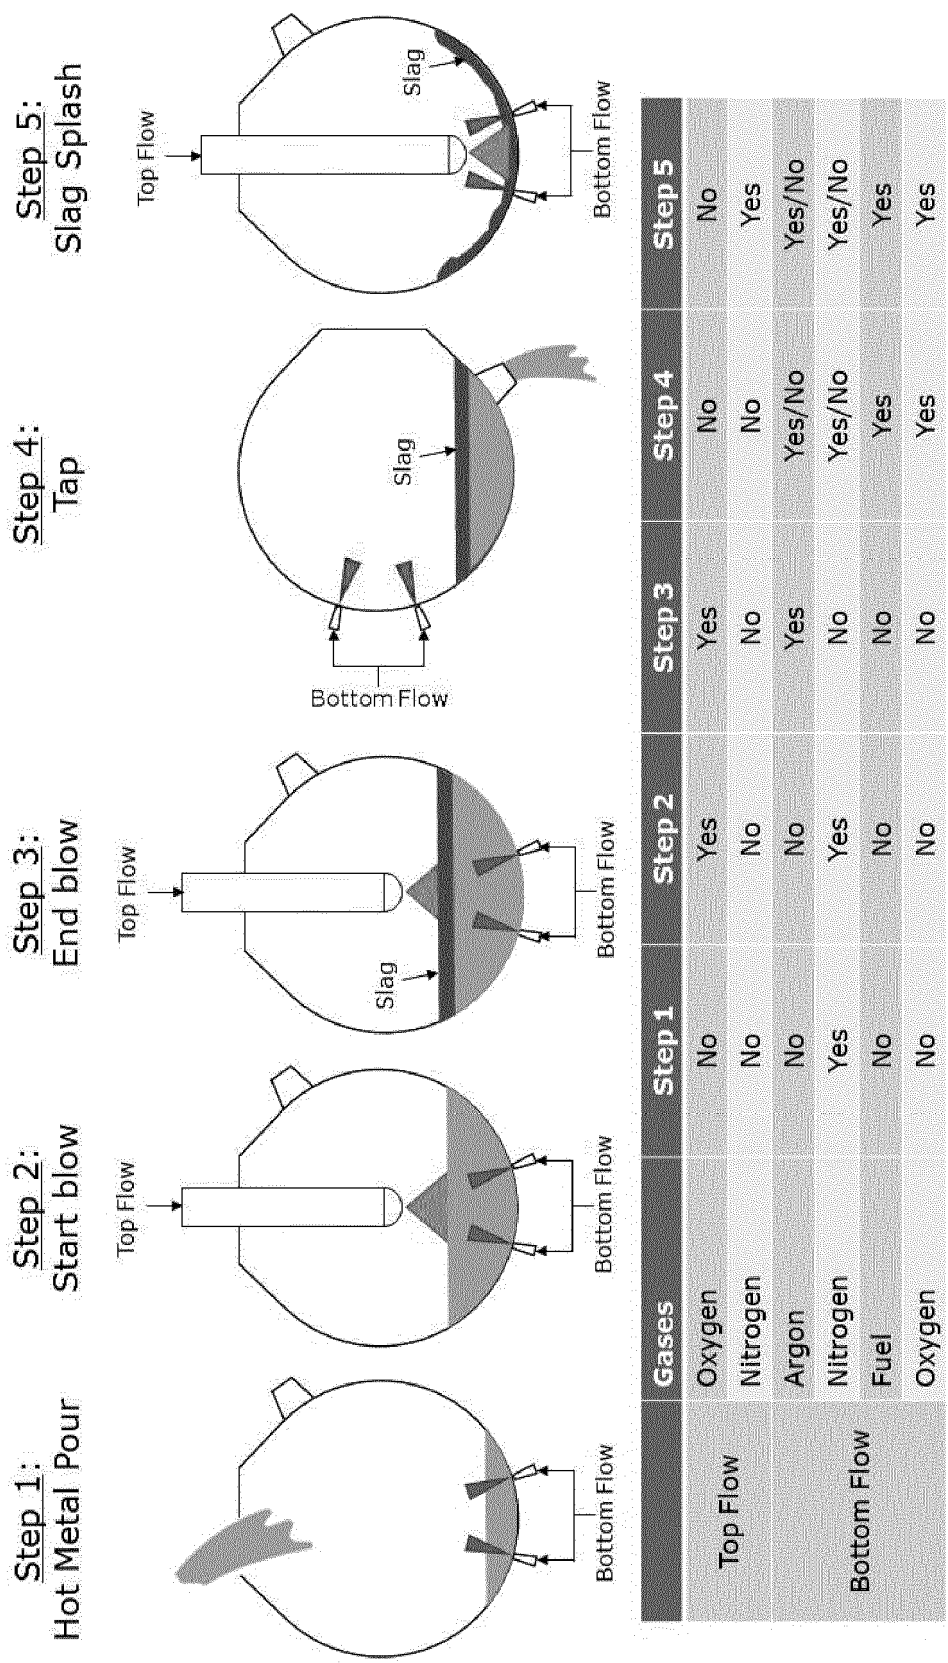 Step 1:
Hot Metal Pour
Bottom Flow
Step 2:
Start blow
Top Flow
Bottom Flow
Step 3:
End blow
Top Flow
Slag
Bottom Flow
Step 4:
Tap
Slag
Bottom Flow
Step 5:
Slag Splash
Top Flow
Slag
Bottom Flow
Gases Step 1 Step 2 Step 3 Step 4 Step 5
Top Flow
Oxygen No Yes Yes No No
Nitrogen No No No No Yes
Bottom Flow
Argon No No Yes Yes/No Yes/No
Nitrogen Yes Yes No Yes/No Yes/No
Fuel No No No Yes Yes
Oxygen No No No Yes Yes